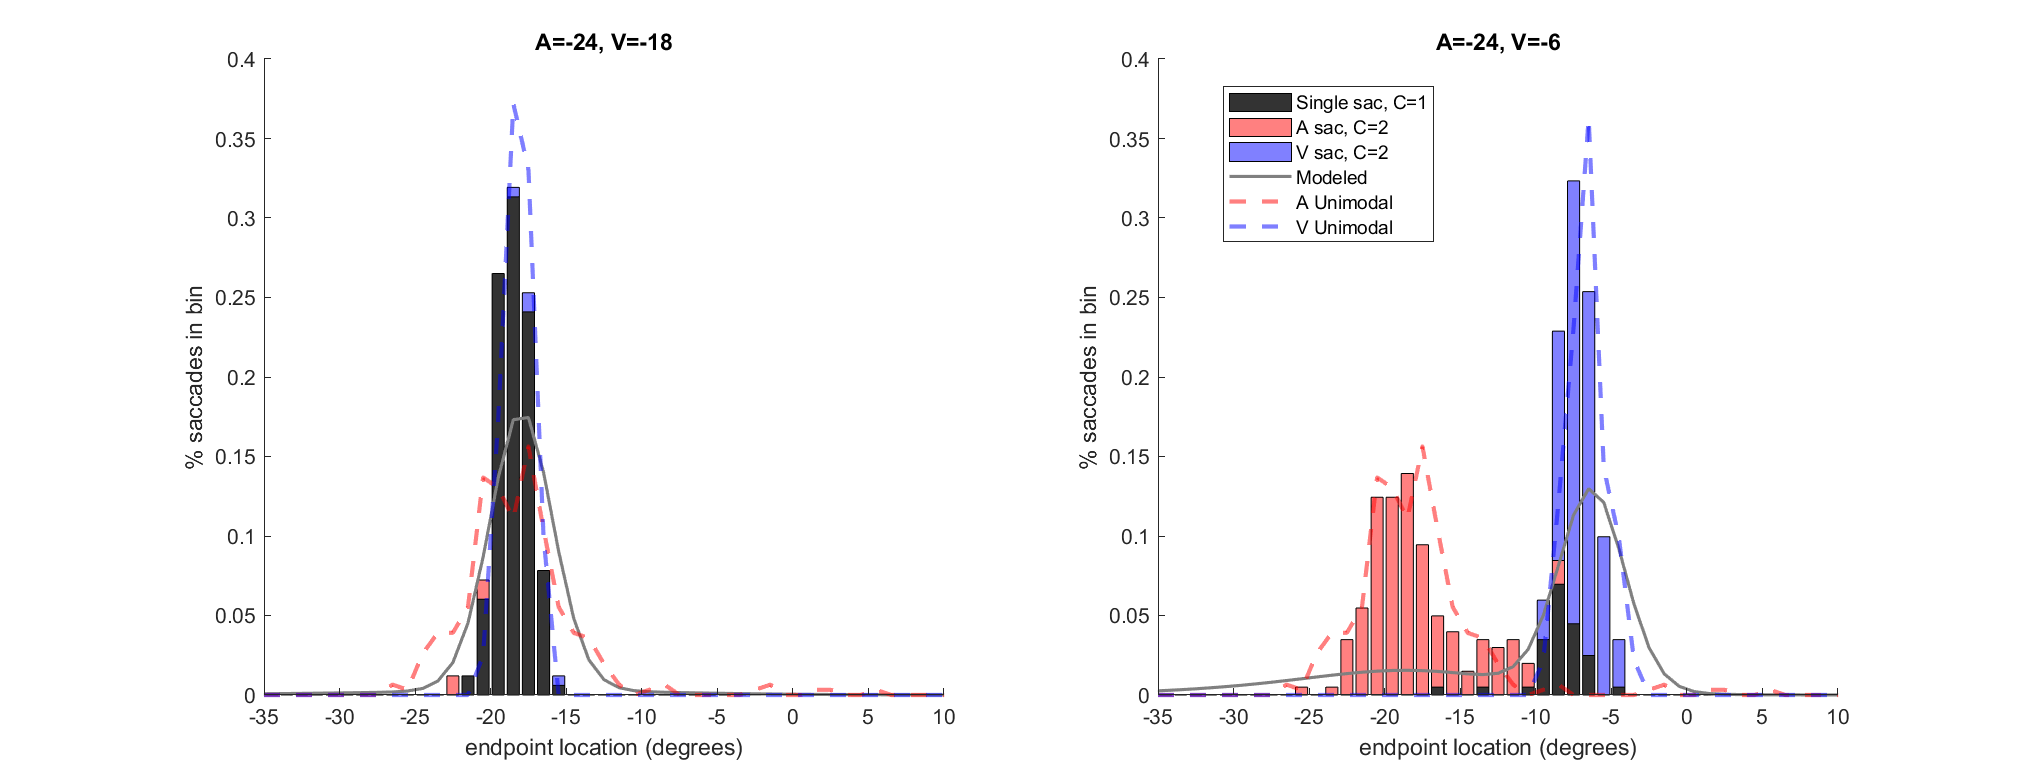 A=-24, V=-18
0.4
0.35
0.3
0.25
0.2
0.15
0.1
0.05
0
% saccades in bin
-35 -30 -25 -20 -15 -10 -5 0 5 10
endpoint location (degrees)
A=-24, V=-6
0.4
0.35
0.3
0.25
0.2
0.15
0.1
0.05
0
% saccades in bin
Single sac, C=1
A sac, C=2
V sac, C=2
Modeled
A Unimodal
V Unimodal
-35 -30 -25 -20 -15 -10 -5 0 5 10
endpoint location (degrees)